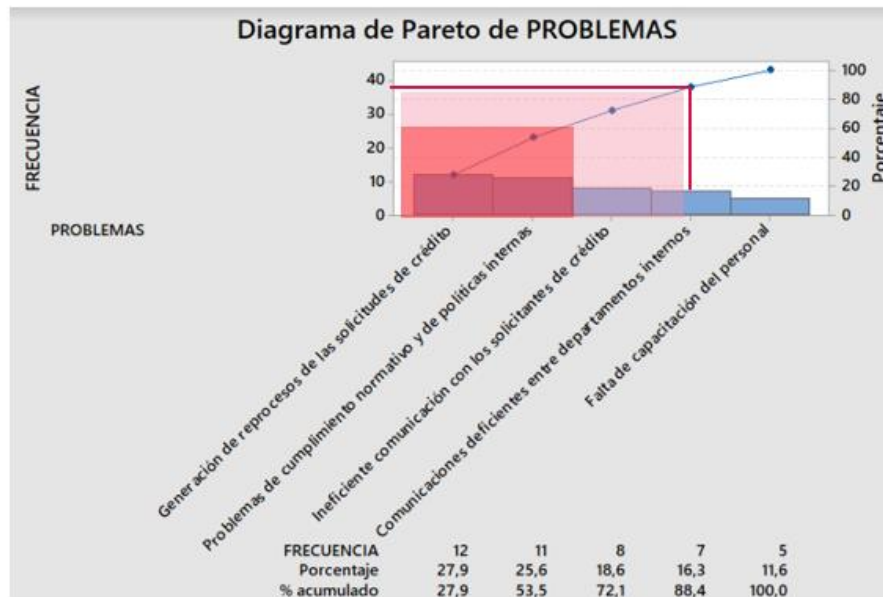 Diagrama de Pareto de PROBLEMAS
FRECUENCIA
40
30
20
10
0
100
80
60
40
20
0
Porcentaje
PROBLEMAS
Generación de reprocesos de las solicitudes de crédito
Problemas de cumplimiento normativo y de políticas internas
Ineficiente comunicación con los solicitantes de crédito
Comunicaciones deficientes entre departamentos internos
Falta de capacitación del personal
FRECUENCIA 12 11 8 7 5
Porcentaje 27,9 25,6 18,6 16,3 11,6
% acumulado 27,9 53,5 72,1 88,4 100,0